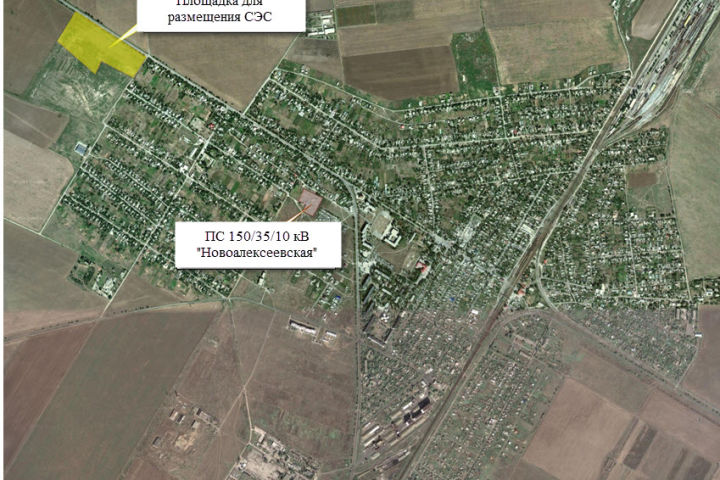 Площадка для
размещения СЭС
ПС 150/35/10 кВ
"Новоалексеевская"